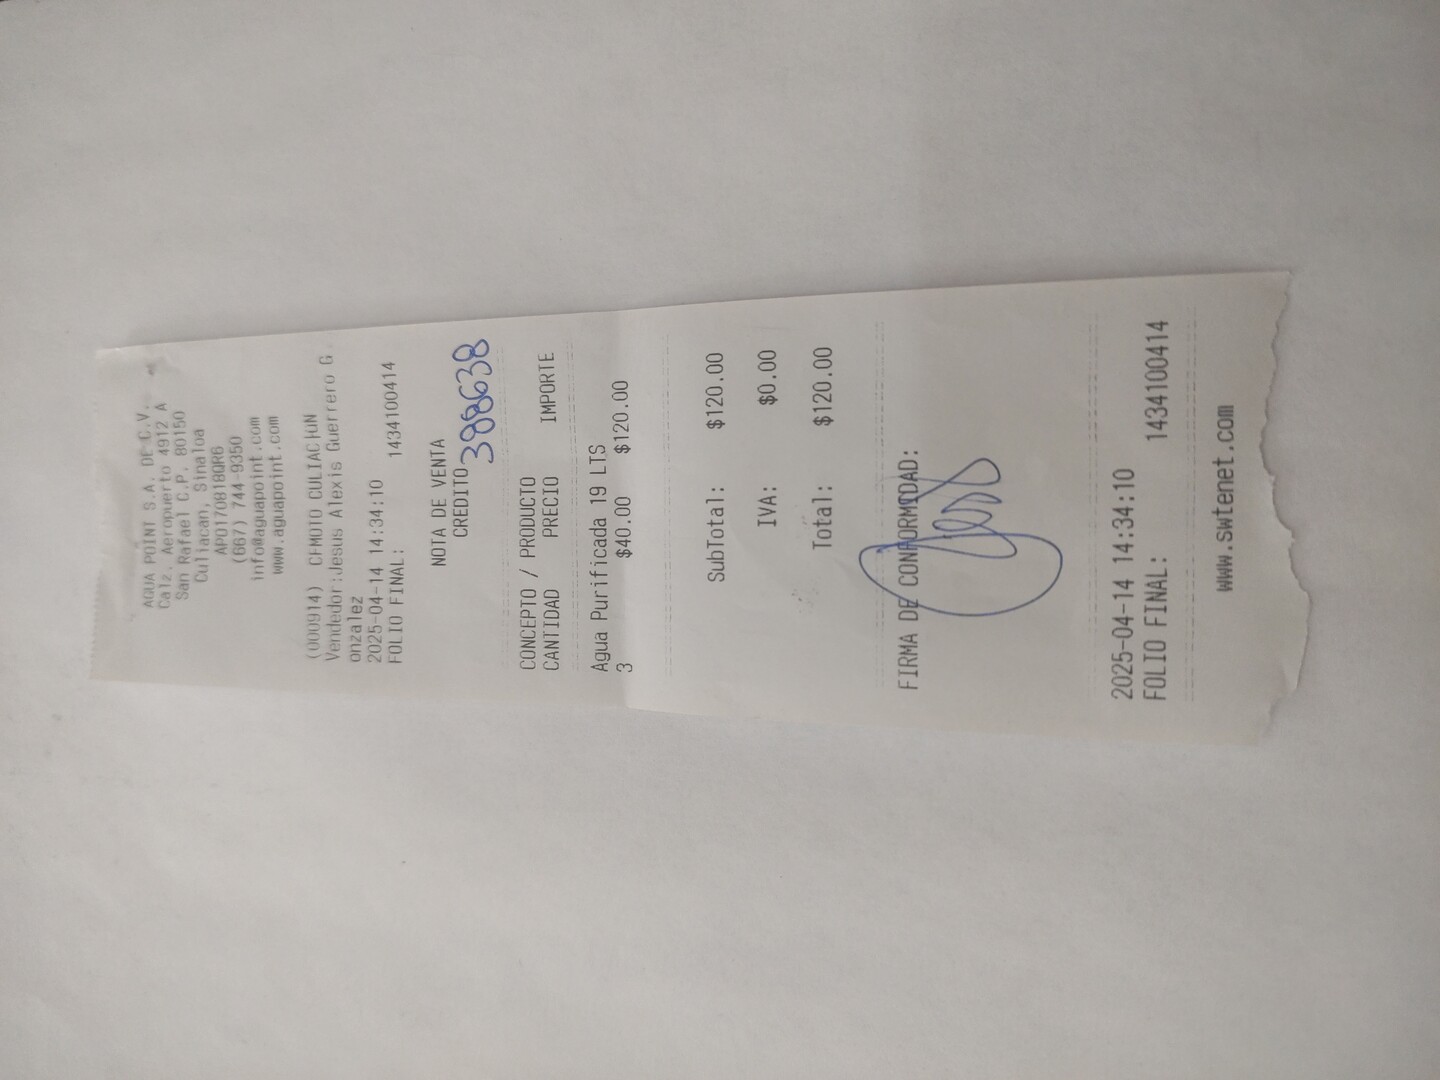 AGUA POINT S.A. DE C.V.
Calz. Aeropuerto 4912 A
San Rafael C.P. 80150
Culiacan, Sinaloa
APO170818QR6
(667) 744-9350
info@aguapoint.com
www.aguapoint.com
(000914) CFMOTO CULIACIUN
Vendedor:Jesus Alexis Guerrero G
onzalez
2025-04-14 14:34:10
FOLIO FINAL: 1434100414
NOTA DE VENTA
CREDITO
388638
CONCEPTO / PRODUCTO
CANTIDAD PRECIO IMPORTE
Agua Purificada 19 LTS
3 $40.00 $120.00
SubTotal: $120.00
IVA: $0.00
Total: $120.00
FIRMA DE CONFORMIDAD:
2025-04-14 14:34:10
FOLIO FINAL: 1434100414
www.swtenet.com